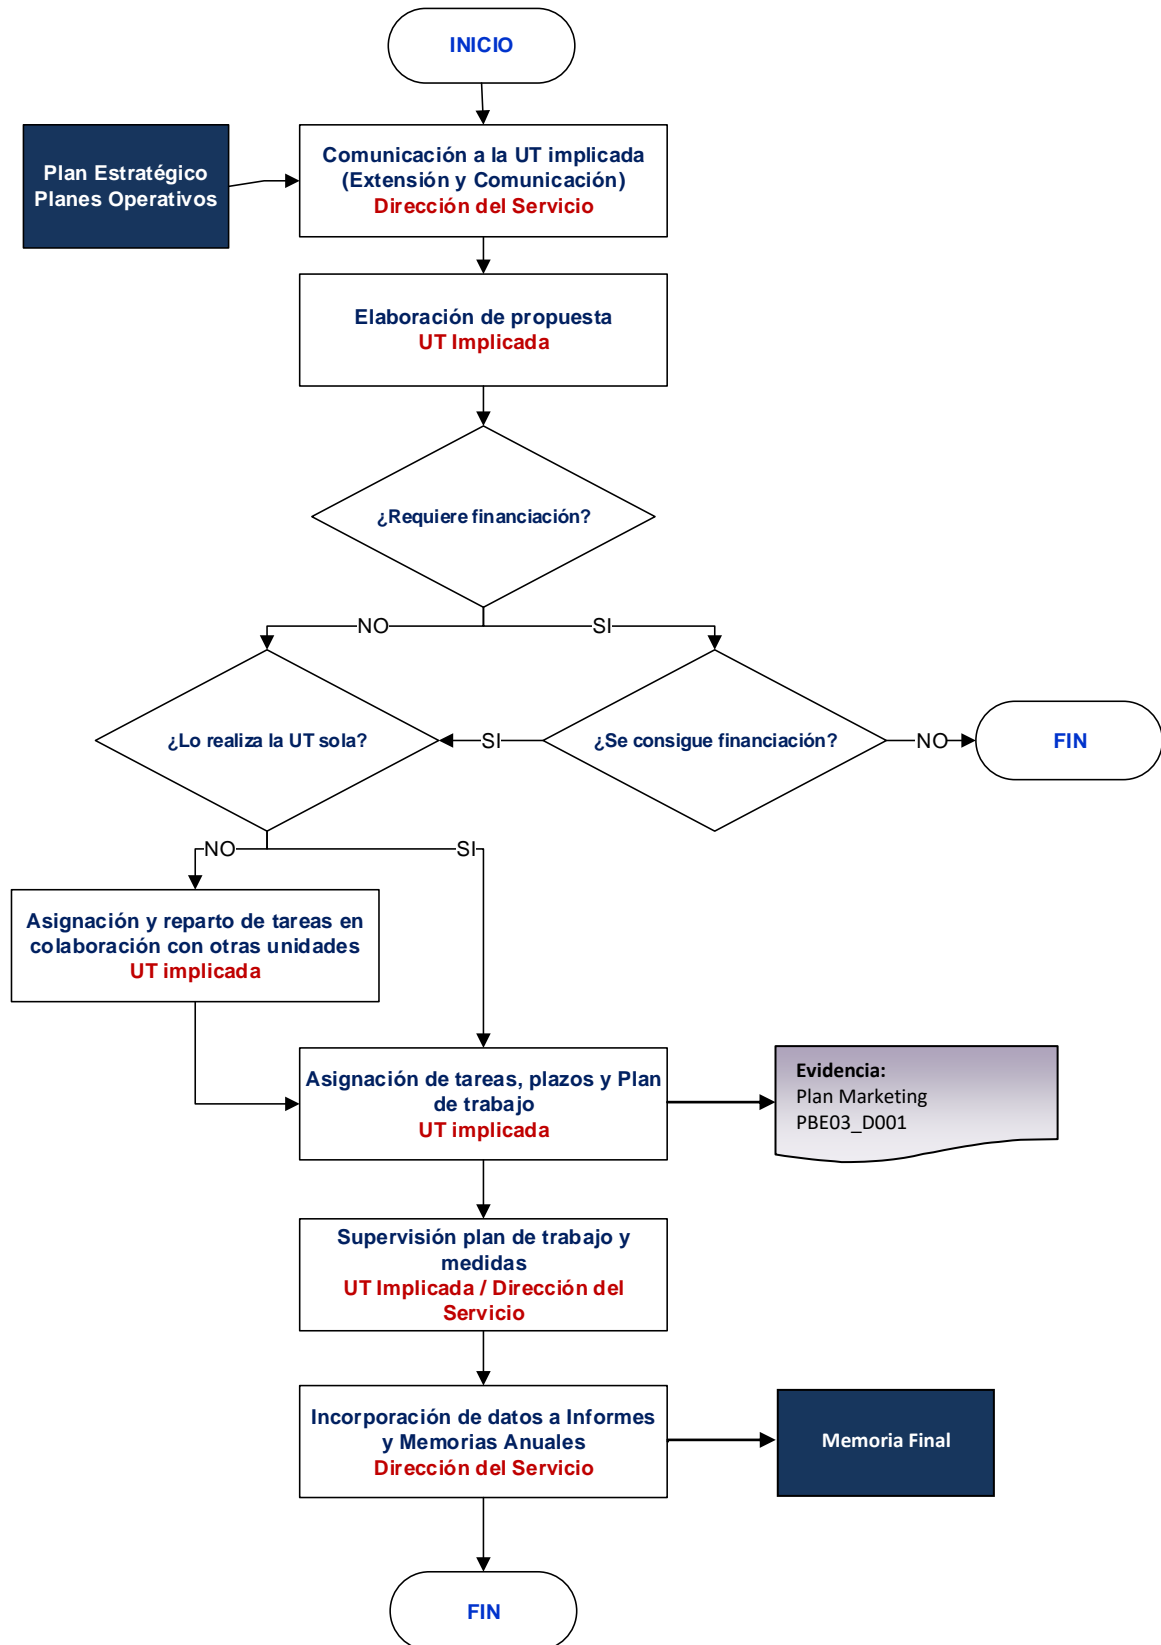 INICIO
Plan Estratégico
Planes Operativos
Comunicación a la UT implicada
(Extensión y Comunicación)
Dirección del Servicio
Elaboración de propuesta
UT Implicada
¿Requiere financiación?
NO
SI
¿Lo realiza la UT sola?
SI
¿Se consigue financiación?
NO
FIN
NO
SI
Asignación y reparto de tareas en
colaboración con otras unidades
UT implicada
Asignación de tareas, plazos y Plan
de trabajo
UT implicada
Evidencia:
Plan Marketing
PBE03_D001
Supervisión plan de trabajo y
medidas
UT Implicada / Dirección del
Servicio
Incorporación de datos a Informes
y Memorias Anuales
Dirección del Servicio
Memoria Final
FIN